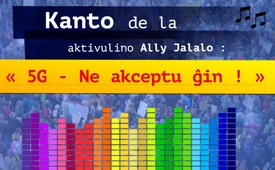 Kanto de la
aktivulino Ally Jalalo :
« 5G - Ne akceptu ĝin ! »